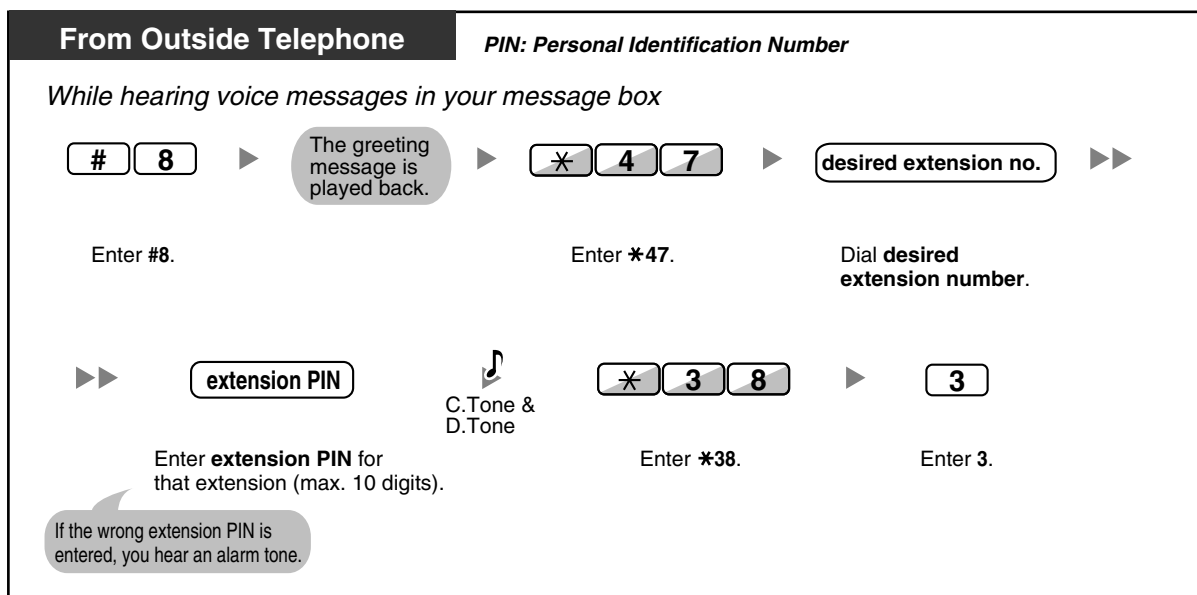 From Outside Telephone
PIN: Personal Identification Number
While hearing voice messages in your message box
# 8
The greeting
message is
played back.
* 4 7
desired extension no.
Enter #8.
Enter *47.
Dial desired
extension number.
extension PIN
C.Tone &
D.Tone
* 3 8
3
Enter extension PIN for
that extension (max. 10 digits).
Enter *38.
Enter 3.
If the wrong extension PIN is
entered, you hear an alarm tone.